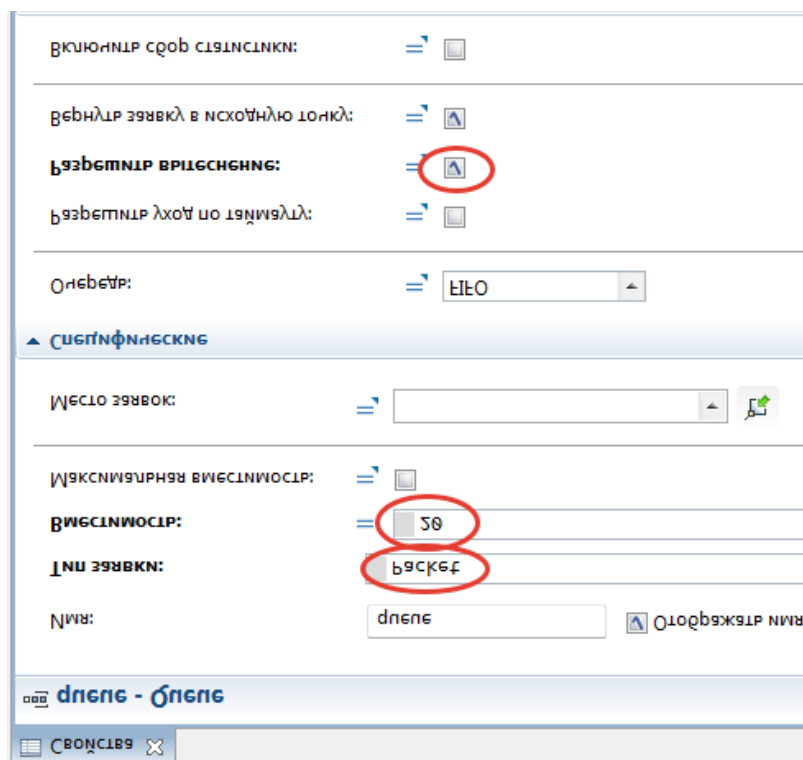 Свойства
queue - Queue
Имя: queue Отображать имя
Тип заявки: Packet
Вместимость: 20
Максимальная вместимость:
Место заявок:
Специфические
Очередь: FIFO
Разрешить уход по таймауту:
Разрешить вытеснение:
Вернуть заявку в исходную точку:
Включить сбор статистики: